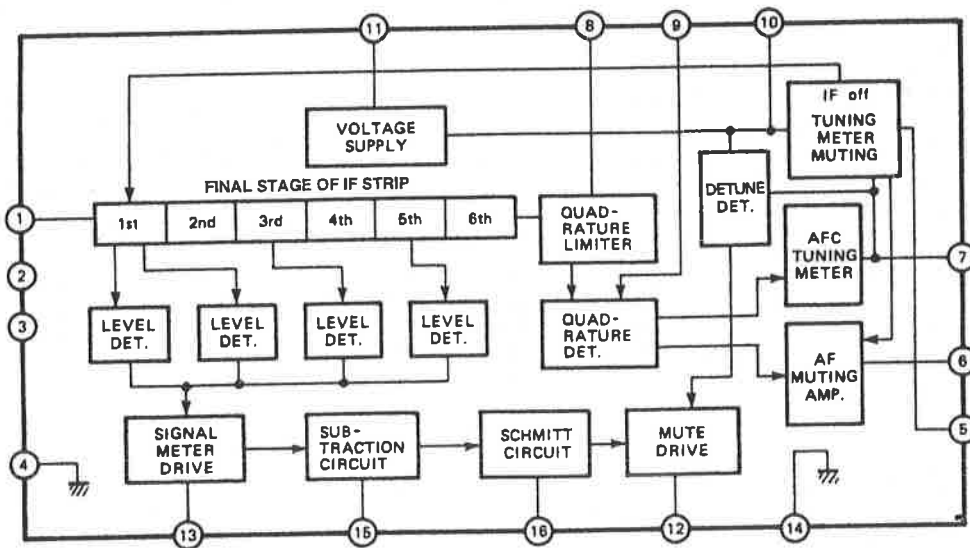 11
8
9
10
IF off
TUNING
METER
MUTING
VOLTAGE
SUPPLY
DETUNE
DET.
FINAL STAGE OF IF STRIP
1
1st
2nd
3rd
4th
5th
6th
QUAD-
RATURE
LIMITER
AFC
TUNING
METER
7
2
3
LEVEL
DET.
LEVEL
DET.
LEVEL
DET.
LEVEL
DET.
QUAD-
RATURE
DET.
AF
MUTING
AMP.
6
5
4
SIGNAL
METER
DRIVE
SUB-
TRACTION
CIRCUIT
SCHMITT
CIRCUIT
MUTE
DRIVE
13
15
16
12
14